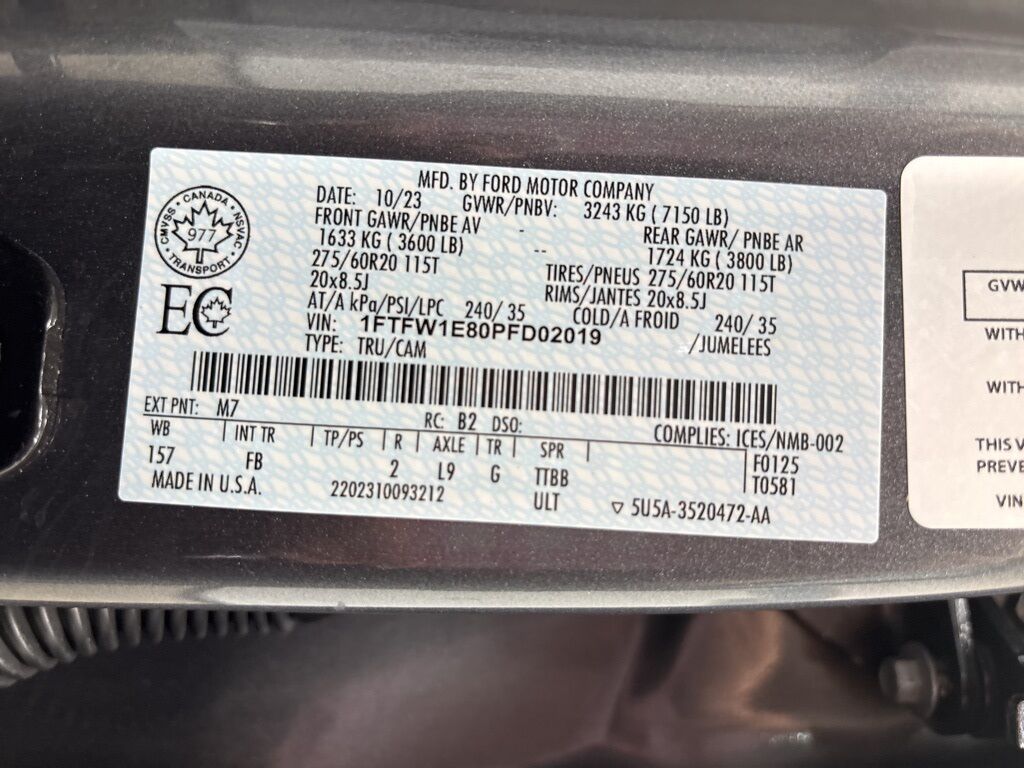 MFD. BY FORD MOTOR COMPANY
DATE: 10/23 GVWR/PNBV: 3243 KG ( 7150 LB)
FRONT GAWR/PNBE AV - REAR GAWR/ PNBE AR
1633 KG ( 3600 LB) -- 1724 KG ( 3800 LB)
275/60R20 115T TIRES/PNEUS 275/60R20 115T
20x8.5J RIMS/JANTES 20x8.5J
AT/A kPa/PSI/LPC 240/ 35 COLD/A FROID 240/ 35
VIN: 1FTFW1E80PFD02019 /JUMELEES
TYPE: TRU/CAM
CANADA
CMVSS
NSVAC
977
TRANSPORT
EC
EXT PNT: M7 RC: B2 DSO: COMPLIES: ICES/NMB-002
WB | INT TR | TP/PS | R | AXLE | TR | SPR | F0125
157 FB 2 L9 G TTBB | T0581
MADE IN U.S.A. 2202310093212 ULT ▽ 5U5A-3520472-AA
GVW
WITH
WITH
THIS V
PREVE
VIN